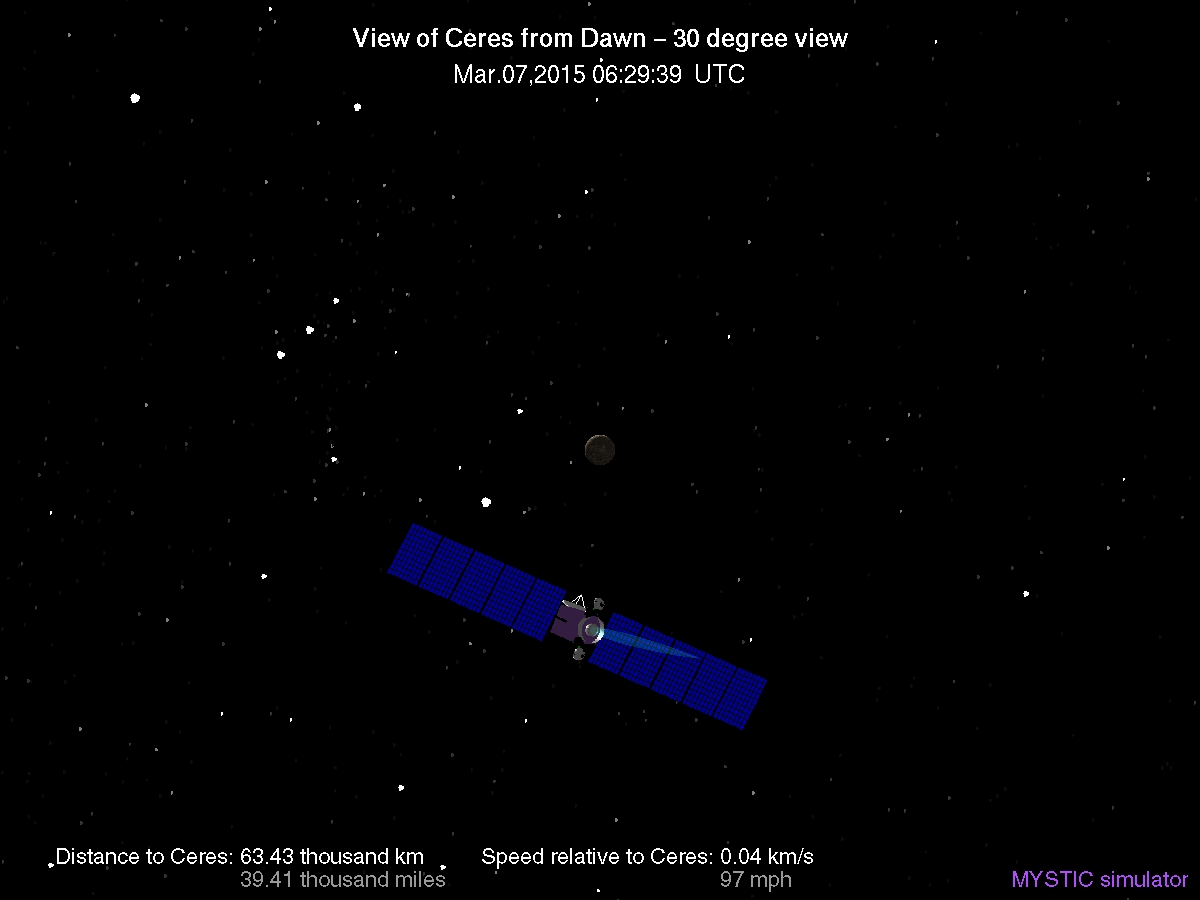 View of Ceres from Dawn – 30 degree view
Mar.07,2015 06:29:39 UTC
Distance to Ceres: 63.43 thousand km
39.41 thousand miles
Speed relative to Ceres: 0.04 km/s
97 mph
MYSTIC simulator